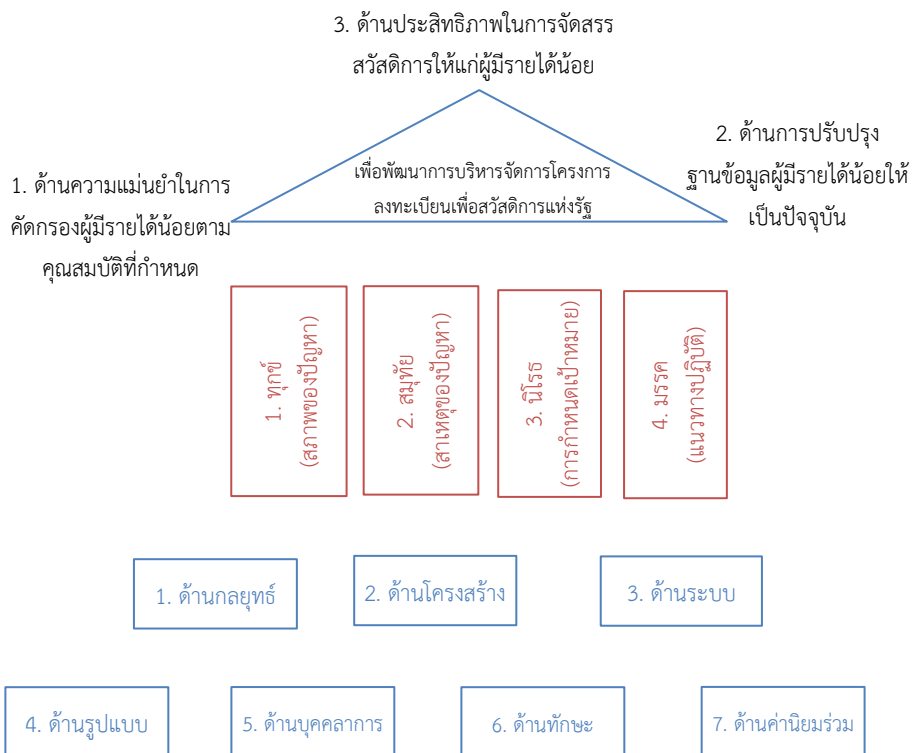 3. ด้านประสิทธิภาพในการจัดสรร
สวัสดิการให้แก่ผู้มีรายได้น้อย
2. ด้านการปรับปรุง
ฐานข้อมูลผู้มีรายได้น้อยให้
เป็นปัจจุบัน
เพื่อพัฒนาการบริหารจัดการโครงการ
ลงทะเบียนเพื่อสวัสดิการแห่งรัฐ
1. ด้านความแม่นยำในการ
คัดกรองผู้มีรายได้น้อยตาม
คุณสมบัติที่กำหนด
1. ทุกข์
(สภาพของปัญหา)
2. สมุทัย
(สาเหตุของปัญหา)
3. นิโรธ
(การกำหนดเป้าหมาย)
4. มรรค
(แนวทางปฏิบัติ)
1. ด้านกลยุทธ์
2. ด้านโครงสร้าง
3. ด้านระบบ
4. ด้านรูปแบบ
5. ด้านบุคคลาการ
6. ด้านทักษะ
7. ด้านค่านิยมร่วม